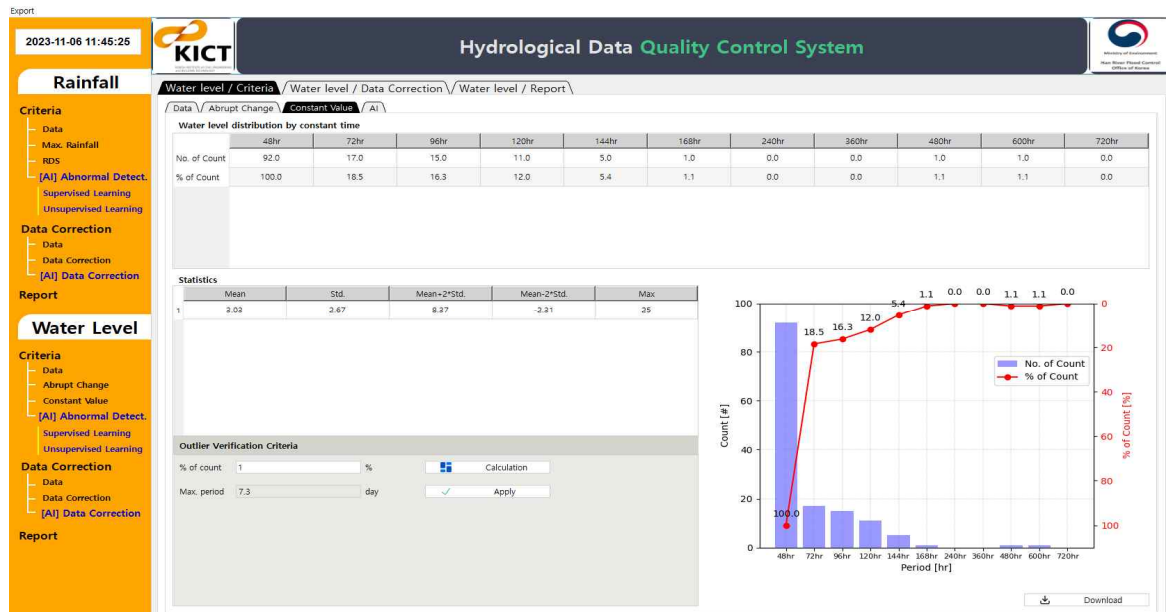 Export
2023-11-06 11:45:25
KICT
Hydrological Data Quality Control System
Ministry of Environment
Han River Flood Control
Office of Korea
Rainfall
Criteria
Data
Max. Rainfall
RDS
[AI] Abnormal Detect.
Supervised Learning
Unsupervised Learning
Data Correction
Data
Data Correction
[AI] Data Correction
Report
Water Level
Criteria
Data
Abrupt Change
Constant Value
[AI] Abnormal Detect.
Supervised Learning
Unsupervised Learning
Data Correction
Data
Data Correction
[AI] Data Correction
Report
Water level / Criteria Water level / Data Correction Water level / Report
Data Abrupt Change Constant Value AI
Water level distribution by constant time
48hr 72hr 96hr 120hr 144hr 168hr 240hr 360hr 480hr 600hr 720hr
No. of Count 92.0 17.0 15.0 11.0 5.0 1.0 0.0 0.0 1.0 1.0 0.0
% of Count 100.0 18.5 16.3 12.0 5.4 1.1 0.0 0.0 1.1 1.1 0.0
Statistics
Mean Std. Mean+2*Std. Mean-2*Std. Max
1 3.03 2.67 8.37 -2.31 25
Outlier Verification Criteria
% of count 1 % Calculation
Max. period 7.3 day Apply
100.0 18.5 16.3 12.0 5.4 1.1 0.0 0.0 1.1 1.1 0.0
No. of Count
% of Count
Count [#]
100
80
60
40
20
0
% of Count [%]
0
20
40
60
80
100
48hr 72hr 96hr 120hr 144hr 168hr 240hr 360hr 480hr 600hr 720hr
Period [hr]
Download